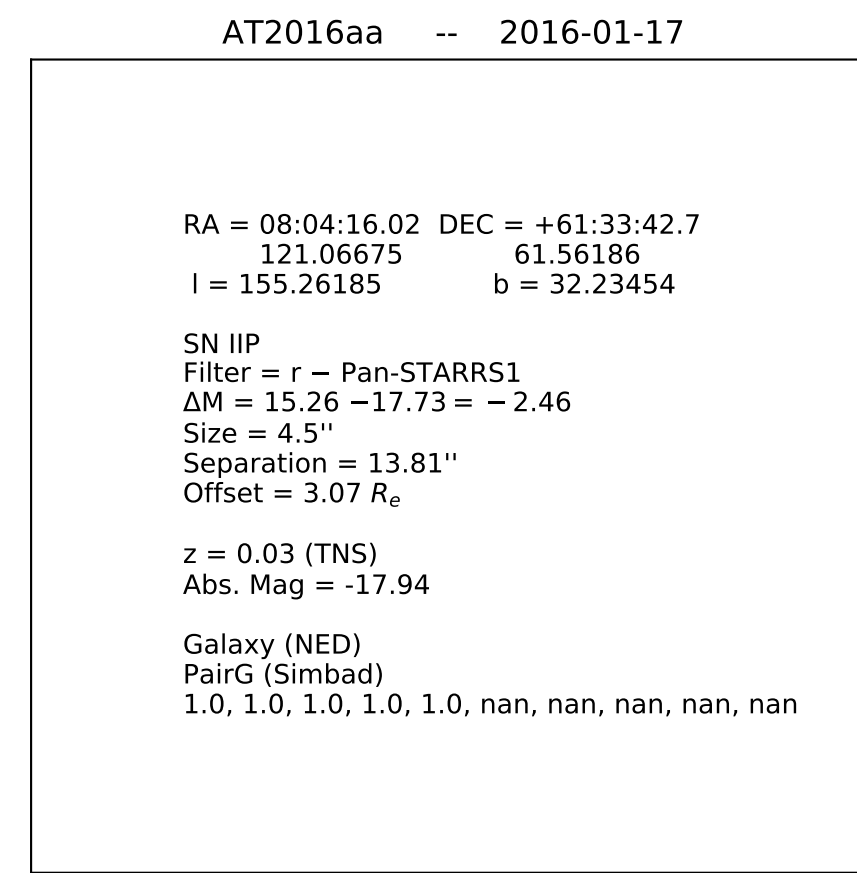 AT2016aa -- 2016-01-17
RA = 08:04:16.02 DEC = +61:33:42.7
121.06675 61.56186
l = 155.26185 b = 32.23454
SN IIP
Filter = r − Pan-STARRS1
ΔM = 15.26 −17.73 = − 2.46
Size = 4.5''
Separation = 13.81''
Offset = 3.07 Rₑ
z = 0.03 (TNS)
Abs. Mag = -17.94
Galaxy (NED)
PairG (Simbad)
1.0, 1.0, 1.0, 1.0, 1.0, nan, nan, nan, nan, nan